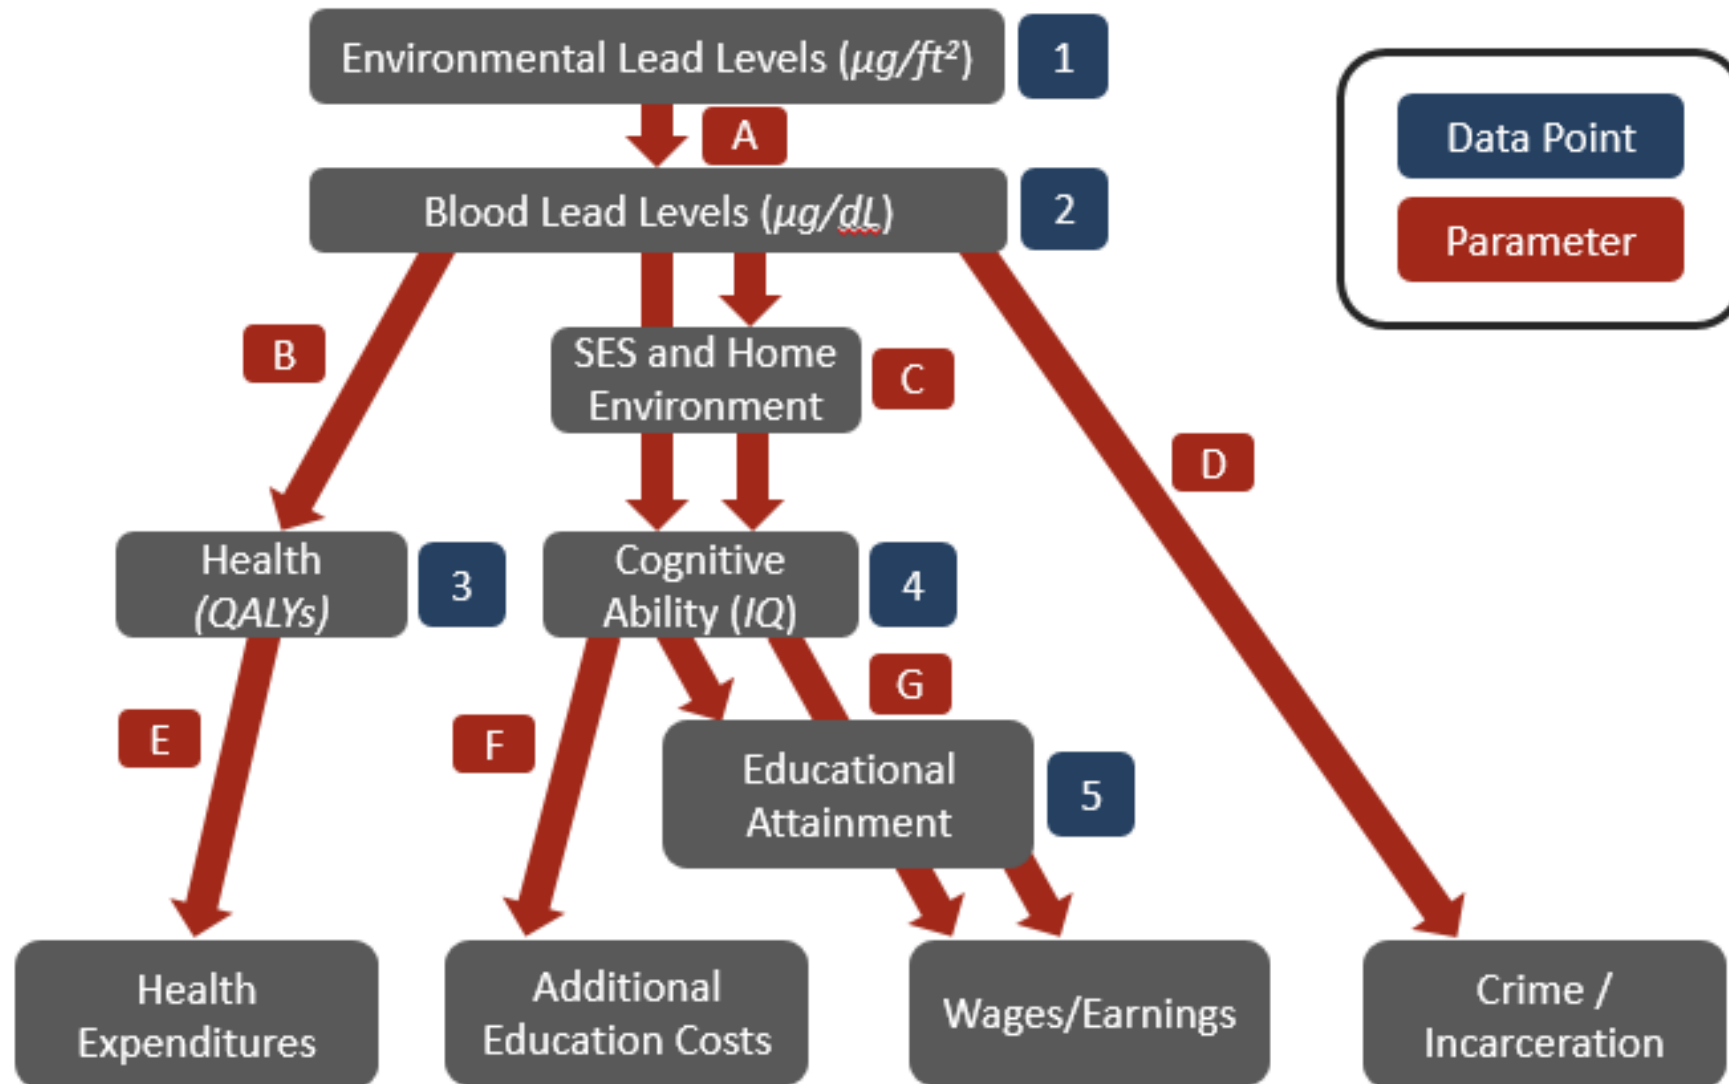 Environmental Lead Levels (µg/ft²)
1
Data Point
Parameter
A
Blood Lead Levels (µg/dL)
2
B
SES and Home
Environment
C
D
Health
(QALYs)
3
Cognitive
Ability (IQ)
4
G
E
F
Educational
Attainment
5
Health
Expenditures
Additional
Education Costs
Wages/Earnings
Crime /
Incarceration